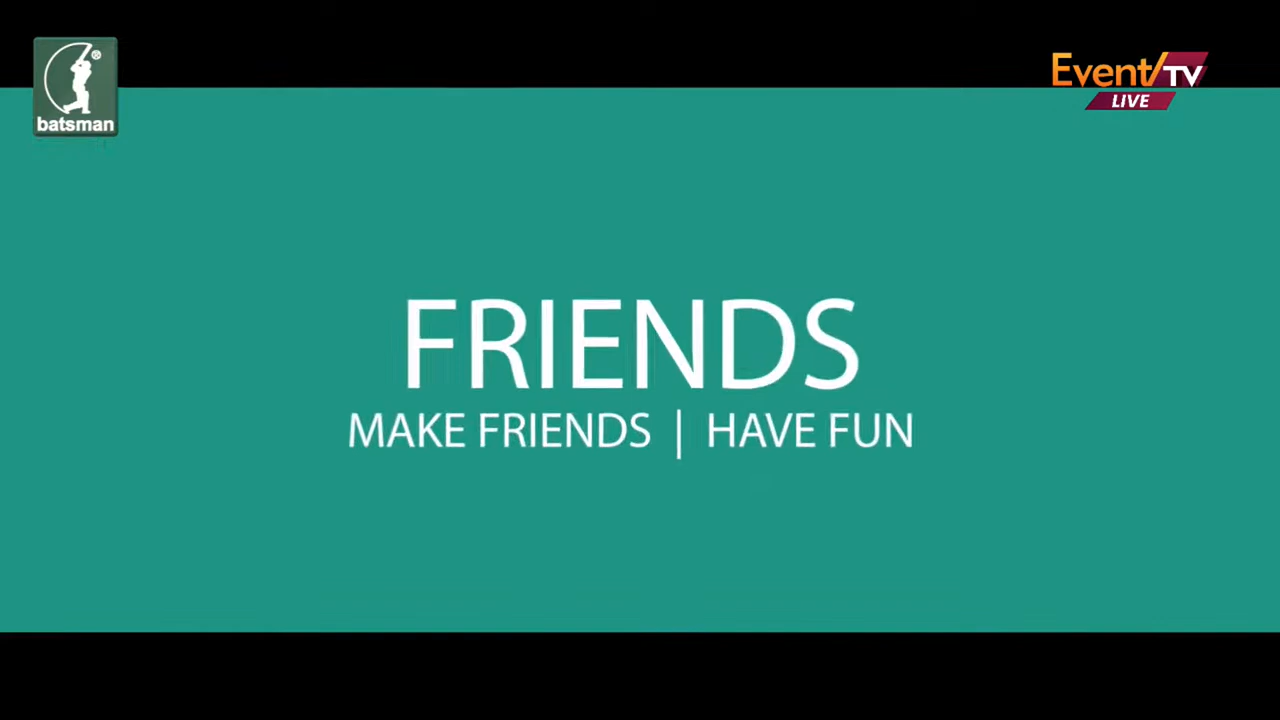 batsman
Event TV
LIVE
FRIENDS
MAKE FRIENDS | HAVE FUN